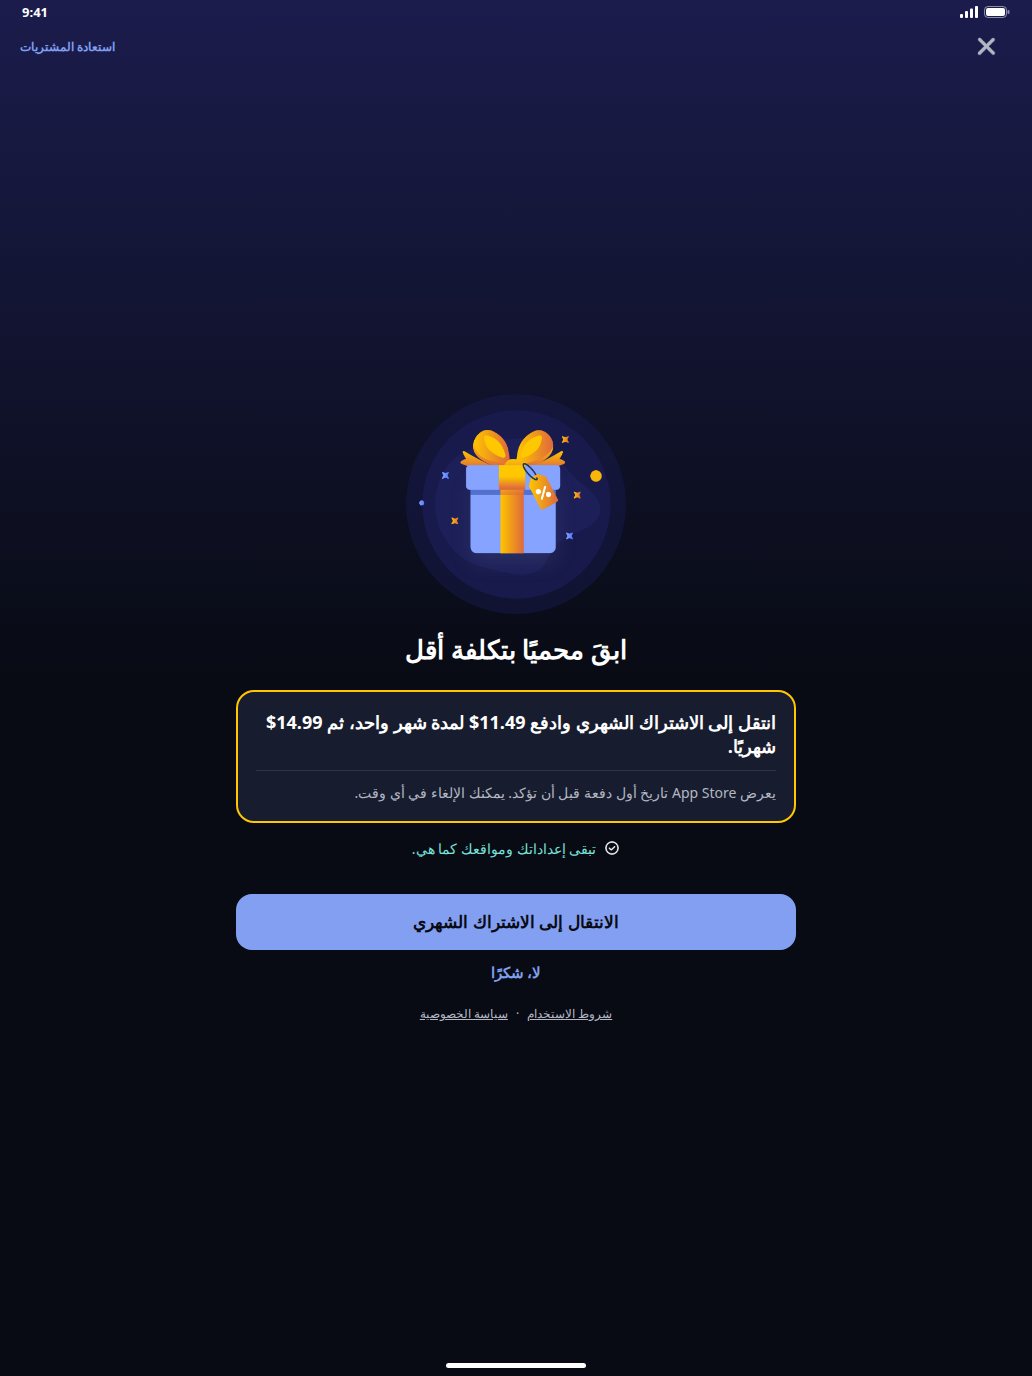 9:41
استعادة المشتريات
%
ابقَ محميًا بتكلفة أقل
انتقل إلى الاشتراك الشهري وادفع 11.49$ لمدة شهر واحد، ثم 14.99$
شهريًا.
يعرض App Store تاريخ أول دفعة قبل أن تؤكد. يمكنك الإلغاء في أي وقت.
تبقى إعداداتك ومواقعك كما هي.
الانتقال إلى الاشتراك الشهري
لا، شكرًا
شروط الاستخدام · سياسة الخصوصية